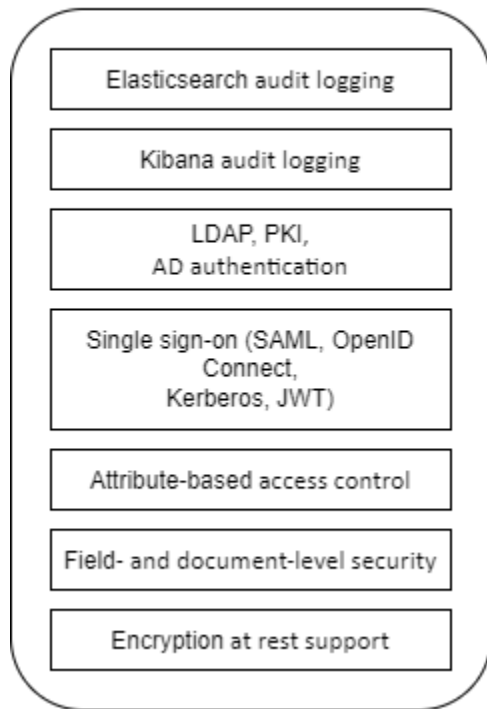 Elasticsearch audit logging
Kibana audit logging
LDAP, PKI,
AD authentication
Single sign-on (SAML, OpenID
Connect,
Kerberos, JWT)
Attribute-based access control
Field- and document-level security
Encryption at rest support